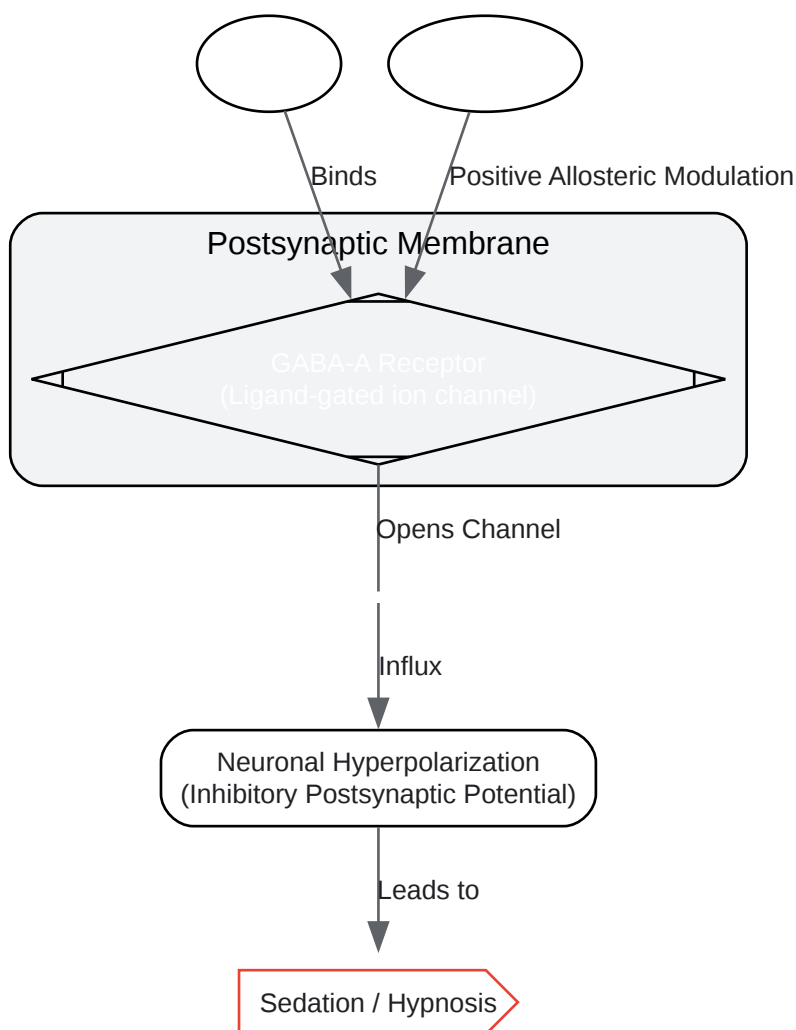 Binds
Positive Allosteric Modulation
Postsynaptic Membrane
GABA-A Receptor
(Ligand-gated ion channel)
Opens Channel
Influx
Neuronal Hyperpolarization
(Inhibitory Postsynaptic Potential)
Leads to
Sedation / Hypnosis